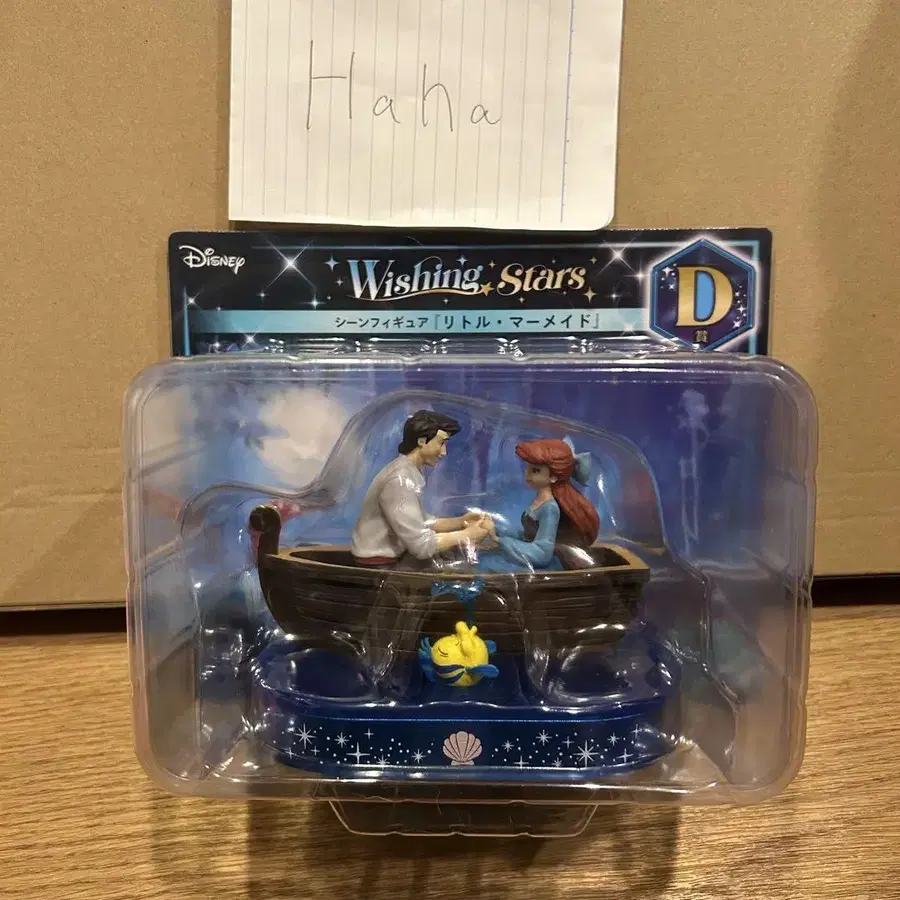 Haha
Disney
Wishing Stars
シーンフィギュア『リトル・マーメイド』
D
賞